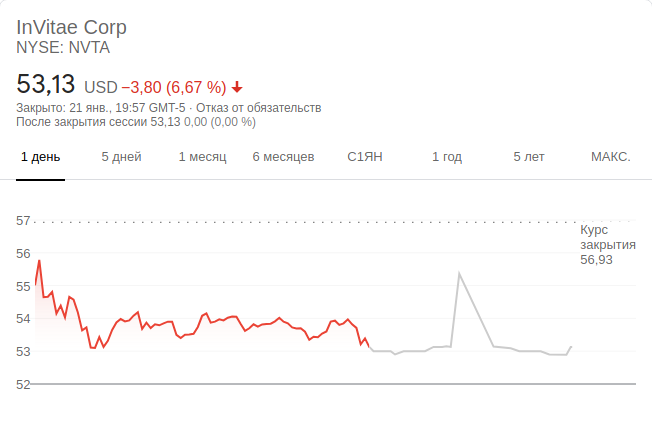 InVitae Corp
NYSE: NVTA
53,13 USD −3,80 (6,67 %)
Закрыто: 21 янв., 19:57 GMT-5 · Отказ от обязательств
После закрытия сессии 53,13 0,00 (0,00 %)
1 день 5 дней 1 месяц 6 месяцев С1ЯН 1 год 5 лет МАКС.
57
Курс
закрытия
56,93
56
55
54
53
52